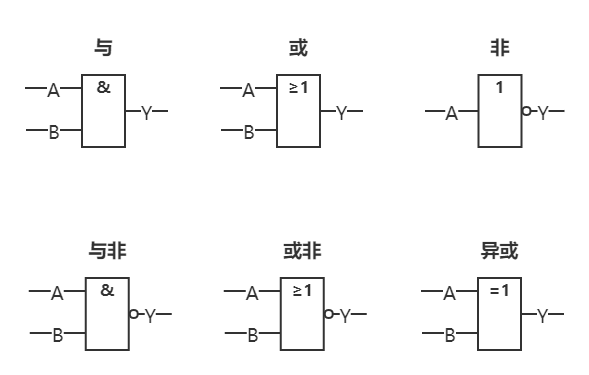 与 或 非
A & A ≥1 1
Y Y A Y
B B
与非 或非 异或
A & A ≥1 A =1
Y Y Y
B B B